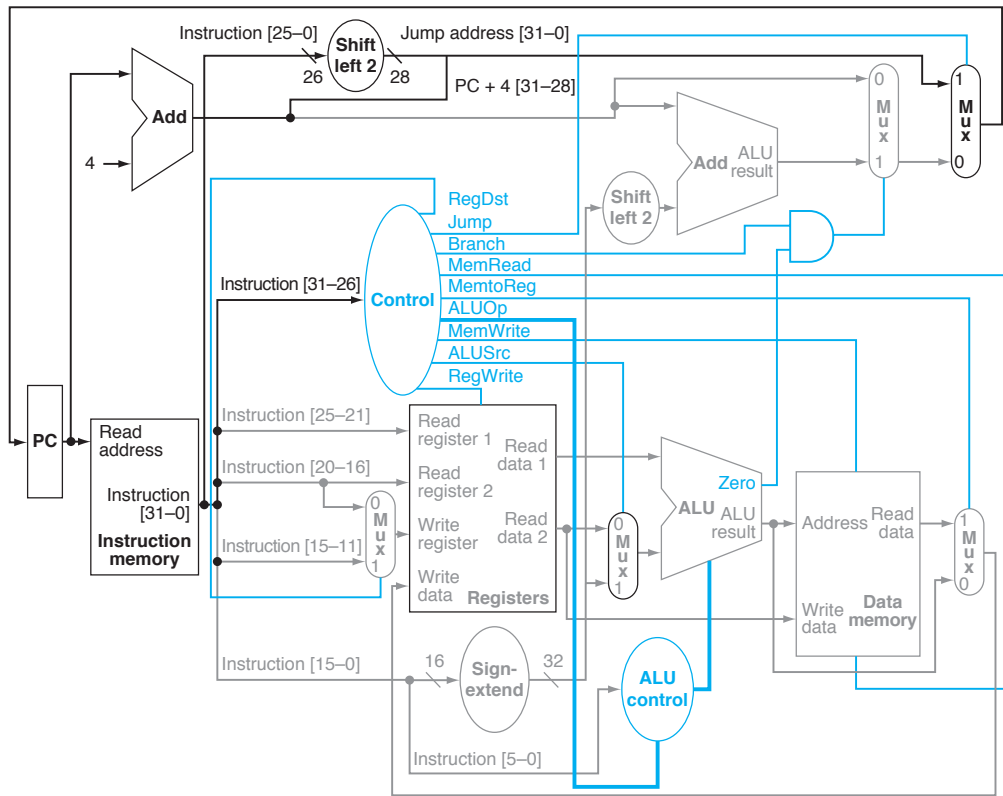 Instruction [25–0]
Shift
left 2
Jump address [31–0]
26
28
PC + 4 [31–28]
Add
4
0
M
u
x
1
1
M
u
x
0
Add
ALU
result
Shift
left 2
RegDst
Jump
Branch
MemRead
MemtoReg
ALUOp
MemWrite
ALUSrc
RegWrite
Instruction [31–26]
Control
PC
Read
address
Instruction
[31–0]
Instruction
memory
Instruction [25–21]
Instruction [20–16]
Instruction [15–11]
0
M
u
x
1
Read
register 1
Read
register 2
Write
register
Write
data
Read
data 1
Read
data 2
Registers
0
M
u
x
1
Zero
ALU
ALU
result
Address
Read
data
Write
data
Data
memory
1
M
u
x
0
Instruction [15–0]
16
Sign-
extend
32
ALU
control
Instruction [5–0]